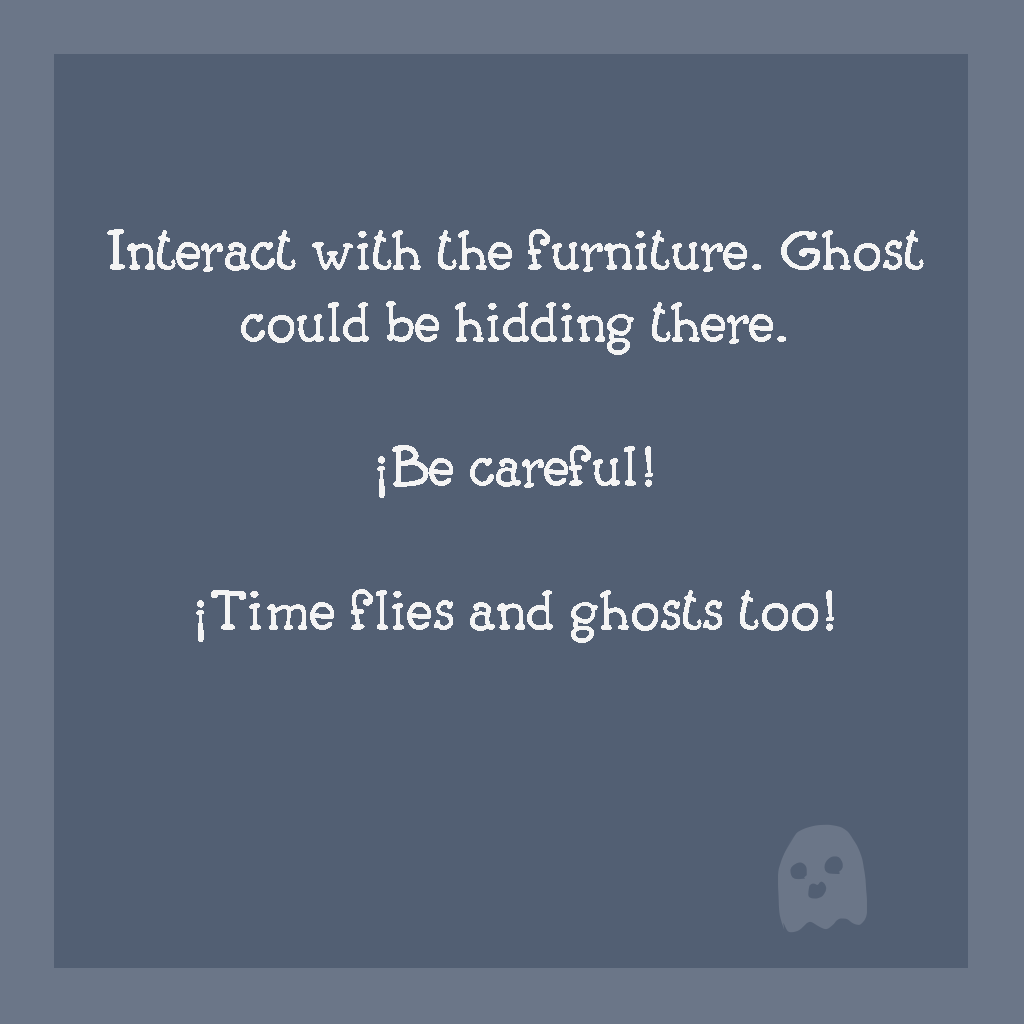 Interact with the furniture. Ghost
could be hidding there.
¡Be careful!
¡Time flies and ghosts too!